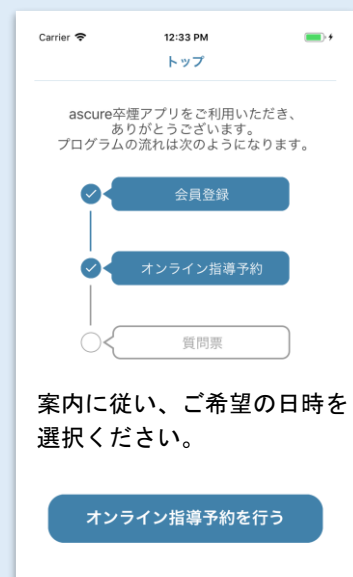 Carrier 12:33 PM
トップ
ascure卒煙アプリをご利用いただき、
ありがとうございます。
プログラムの流れは次のようになります。
会員登録
オンライン指導予約
質問票
案内に従い、ご希望の日時を
選択ください。
オンライン指導予約を行う